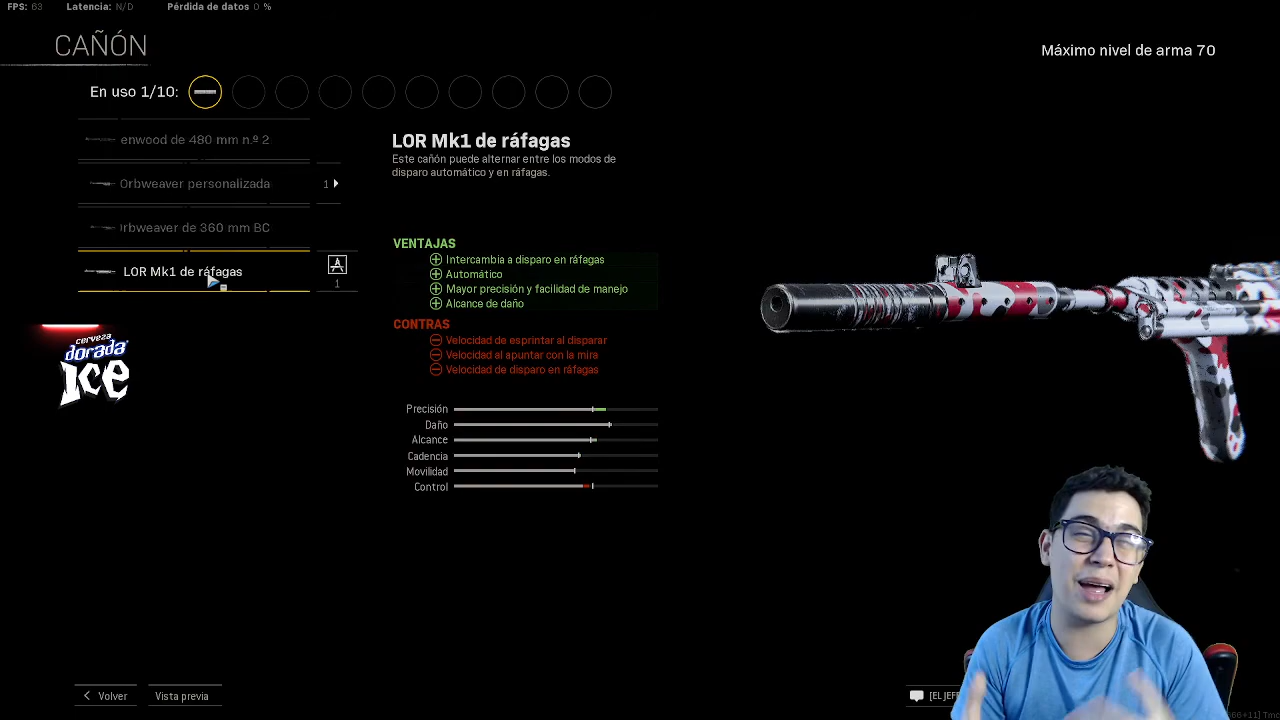 FPS: 63 Latencia: N/D Pérdida de datos 0 %
CAÑÓN
Máximo nivel de arma 70
En uso 1/10:
enwood de 480 mm n.º 2
Orbweaver personalizada 1
rbweaver de 360 mm BC
LOR Mk1 de ráfagas
1
LOR Mk1 de ráfagas
Este cañón puede alternar entre los modos de
disparo automático y en ráfagas.
VENTAJAS
Intercambia a disparo en ráfagas
Automático
Mayor precisión y facilidad de manejo
Alcance de daño
CONTRAS
Velocidad de esprintar al disparar
Velocidad al apuntar con la mira
Velocidad de disparo en ráfagas
Precisión
Daño
Alcance
Cadencia
Movilidad
Control
cerveza
dorada
Ice
Volver
Vista previa
[EL JEF